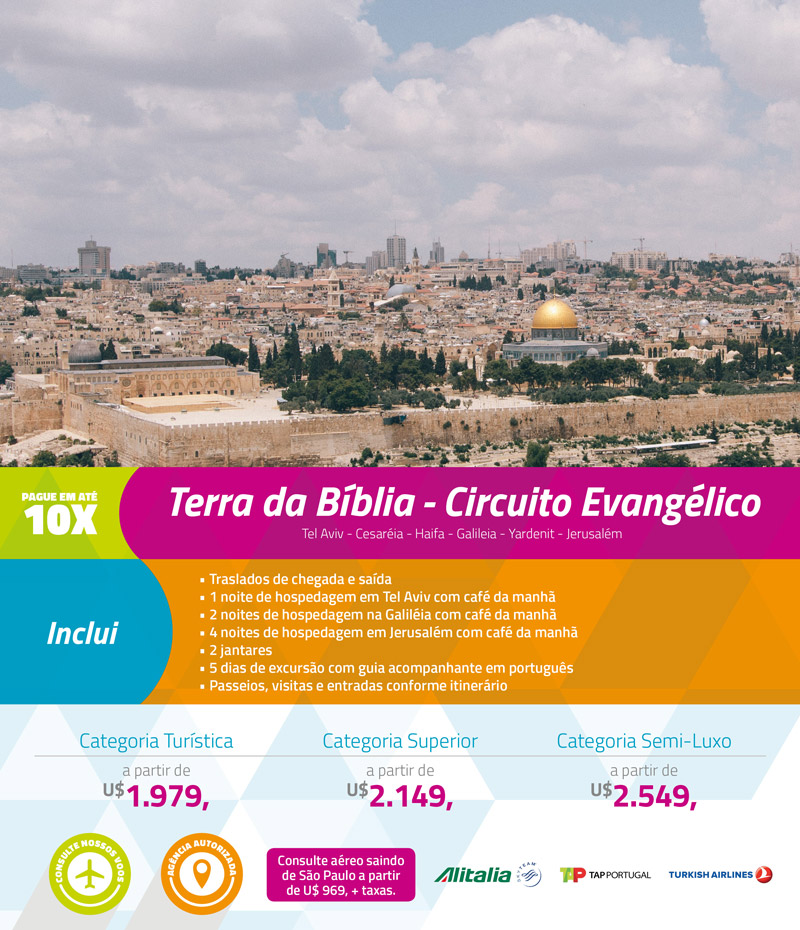 PAGUE EM ATÉ
10X
Terra da Bíblia - Circuito Evangélico
Tel Aviv - Cesaréia - Haifa - Galileia - Yardenit - Jerusalém
Inclui
• Traslados de chegada e saída
• 1 noite de hospedagem em Tel Aviv com café da manhã
• 2 noites de hospedagem na Galiléia com café da manhã
• 4 noites de hospedagem em Jerusalém com café da manhã
• 2 jantares
• 5 dias de excursão com guia acompanhante em português
• Passeios, visitas e entradas conforme itinerário
Categoria Turística
a partir de
U$1.979,
Categoria Superior
a partir de
U$2.149,
Categoria Semi-Luxo
a partir de
U$2.549,
CONSULTE NOSSOS VOOS
AGÊNCIA AUTORIZADA
Consulte aéreo saindo
de São Paulo a partir
de U$ 969, + taxas.
Alitalia
SKYTEAM
TAP TAPPORTUGAL
TURKISH AIRLINES